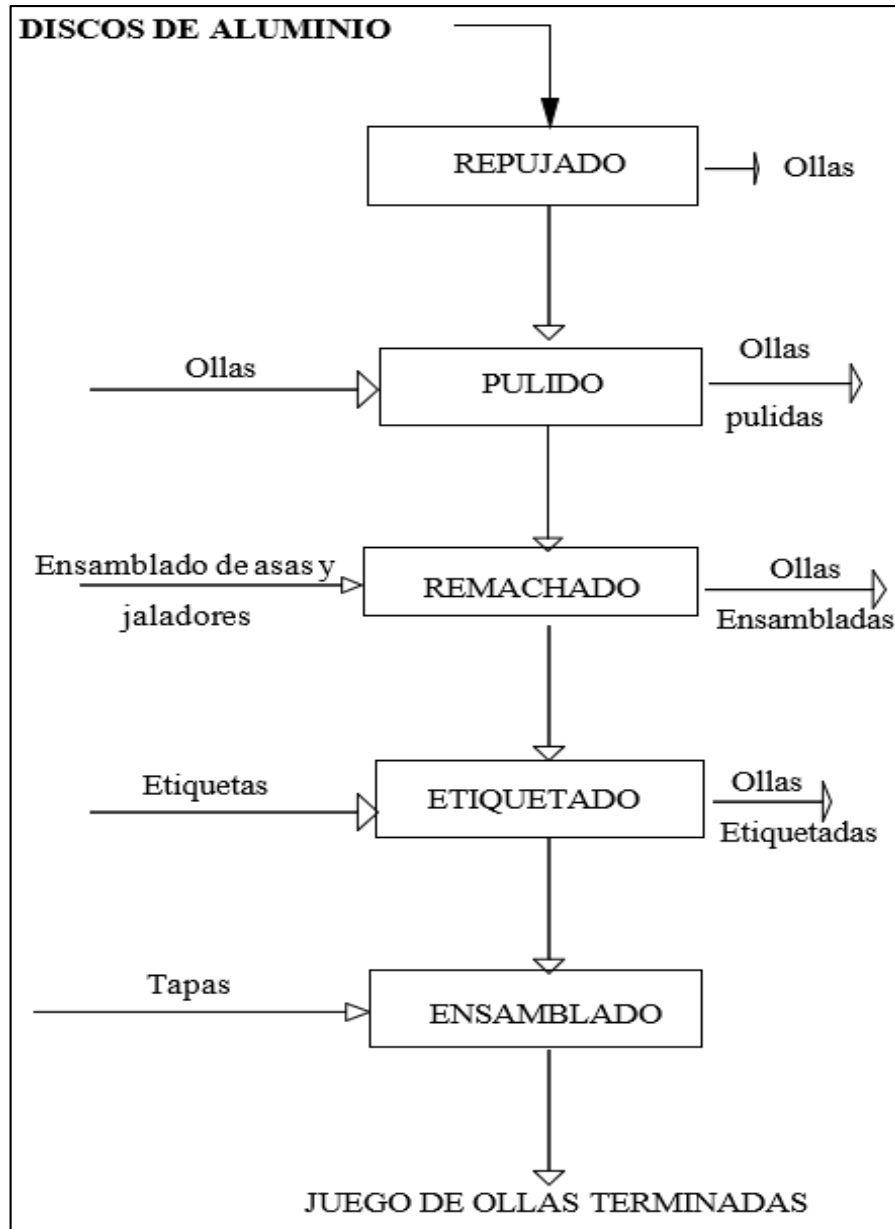 DISCOS DE ALUMINIO
REPUJADO
Ollas
Ollas
PULIDO
Ollas
pulidas
Ensamblado de asas y
jaladores
REMACHADO
Ollas
Ensambladas
Etiquetas
ETIQUETADO
Ollas
Etiquetadas
Tapas
ENSAMBLADO
JUEGO DE OLLAS TERMINADAS